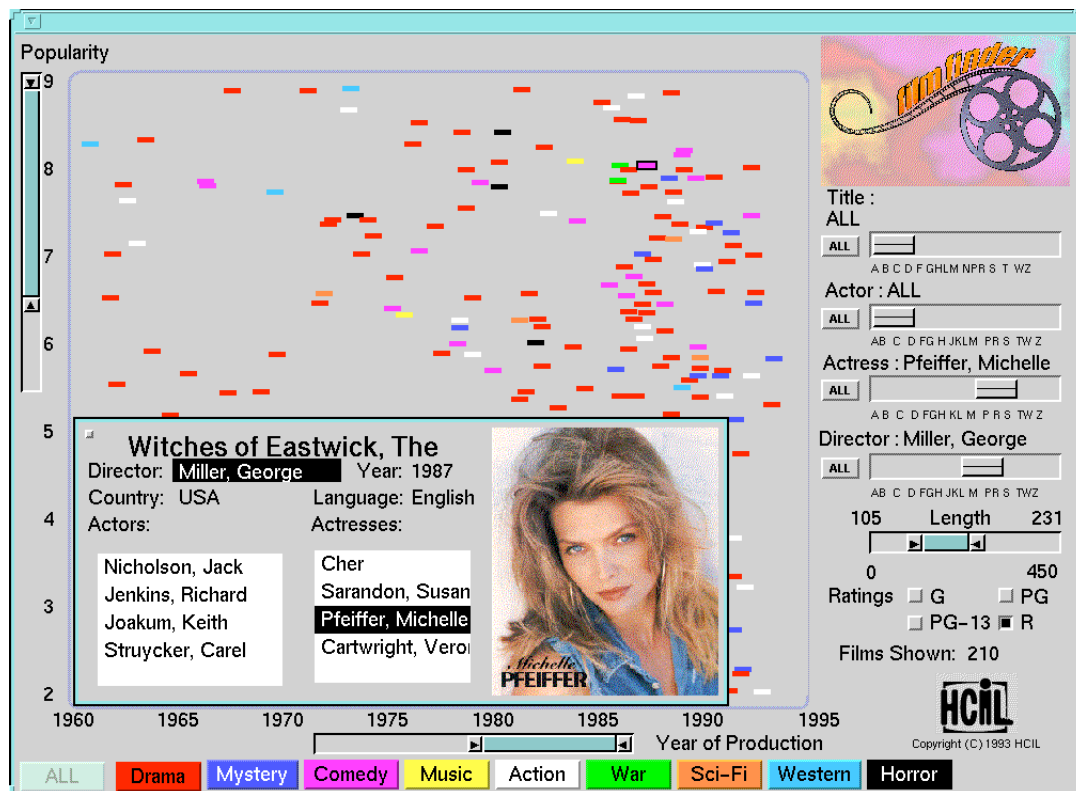 Popularity
9
8
7
6
5
4
3
2
1960 1965 1970 1975 1980 1985 1990 1995
Year of Production
ALL Drama Mystery Comedy Music Action War Sci-Fi Western Horror
Witches of Eastwick, The
Director: Miller, George Year: 1987
Country: USA Language: English
Actors: Actresses:
Nicholson, Jack
Jenkins, Richard
Joakum, Keith
Struycker, Carel
Cher
Sarandon, Susan
Pfeiffer, Michelle
Cartwright, Vero
Michelle
PFEIFFER
film finder
Title :
ALL
ALL
A B C D F GHLM NPR S T WZ
Actor : ALL
ALL
AB C D FG H JKLM P R S TW Z
Actress : Pfeiffer, Michelle
ALL
AB C D FGH KL M P R S TW Z
Director : Miller, George
ALL
AB C D FGH JKL M PR S TWZ
105 Length 231
0 450
Ratings G PG
PG-13 R
Films Shown: 210
HCIL
Copyright (C) 1993 HCIL